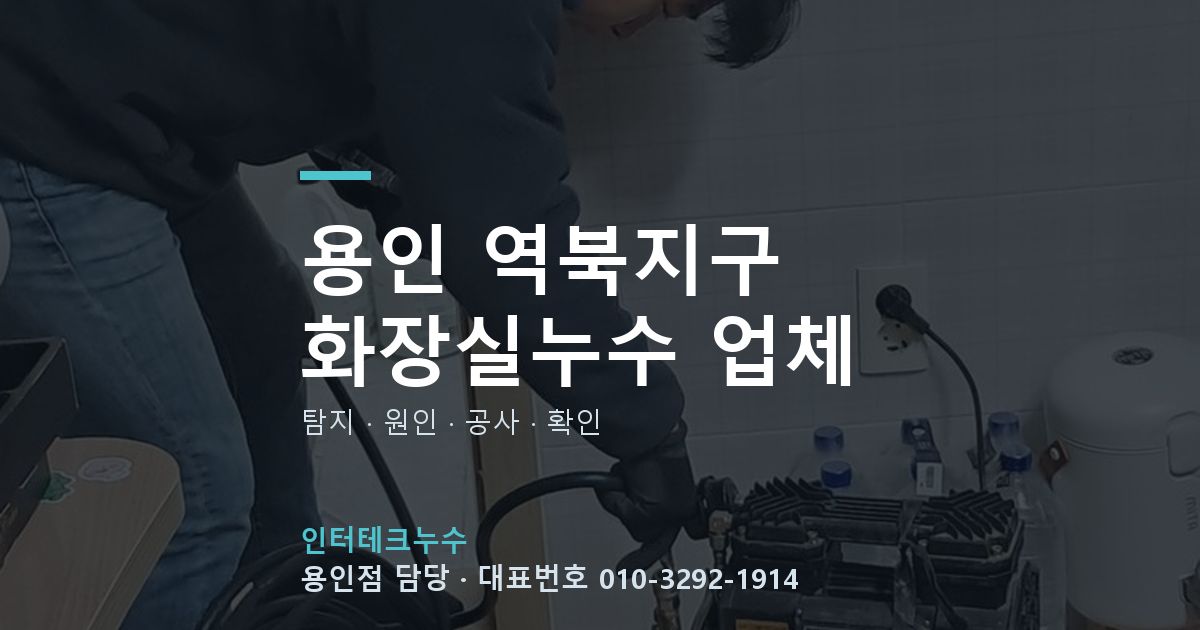 용인 역북지구
화장실누수 업체
탐지 · 원인 · 공사 · 확인
인터테크누수
용인점 담당 · 대표번호 010-3292-1914